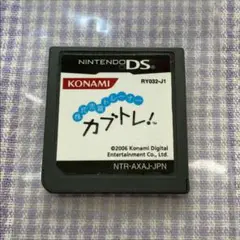 NINTENDO DS
KONAMI
RY032-J1
カブトレ!
©2006 Konami Digital
Entertainment Co., Ltd.
NTR-AXAJ-JPN